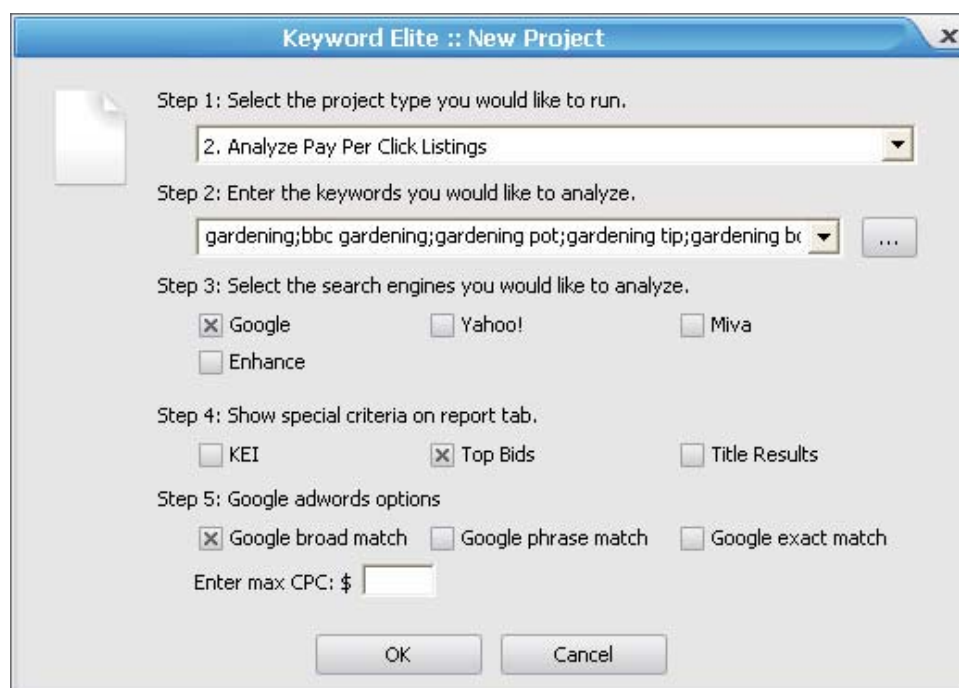 Keyword Elite :: New Project
Step 1: Select the project type you would like to run.
2. Analyze Pay Per Click Listings
Step 2: Enter the keywords you would like to analyze.
gardening;bbc gardening;gardening pot;gardening tip;gardening
...
Step 3: Select the search engines you would like to analyze.
Google Yahoo! Miva
Enhance
Step 4: Show special criteria on report tab.
KEI Top Bids Title Results
Step 5: Google adwords options
Google broad match Google phrase match Google exact match
Enter max CPC: $
OK Cancel